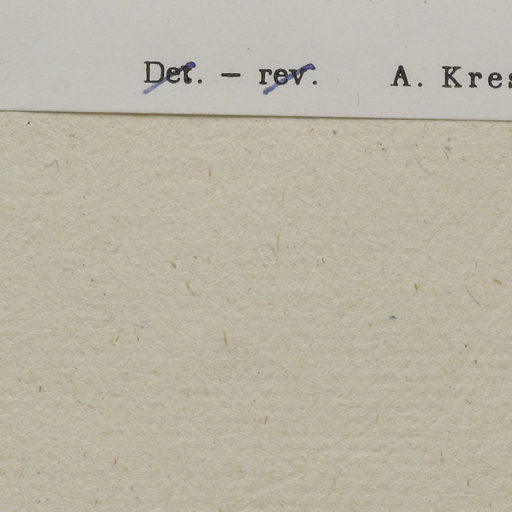 Det. – rev. A. Kres